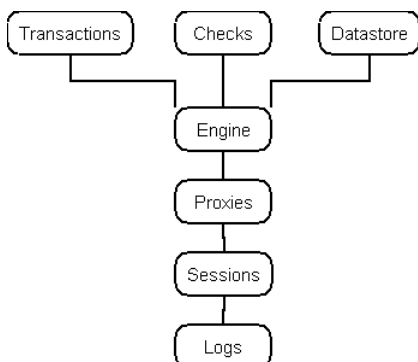 Transactions
Checks
Datastore
Engine
Proxies
Sessions
Logs